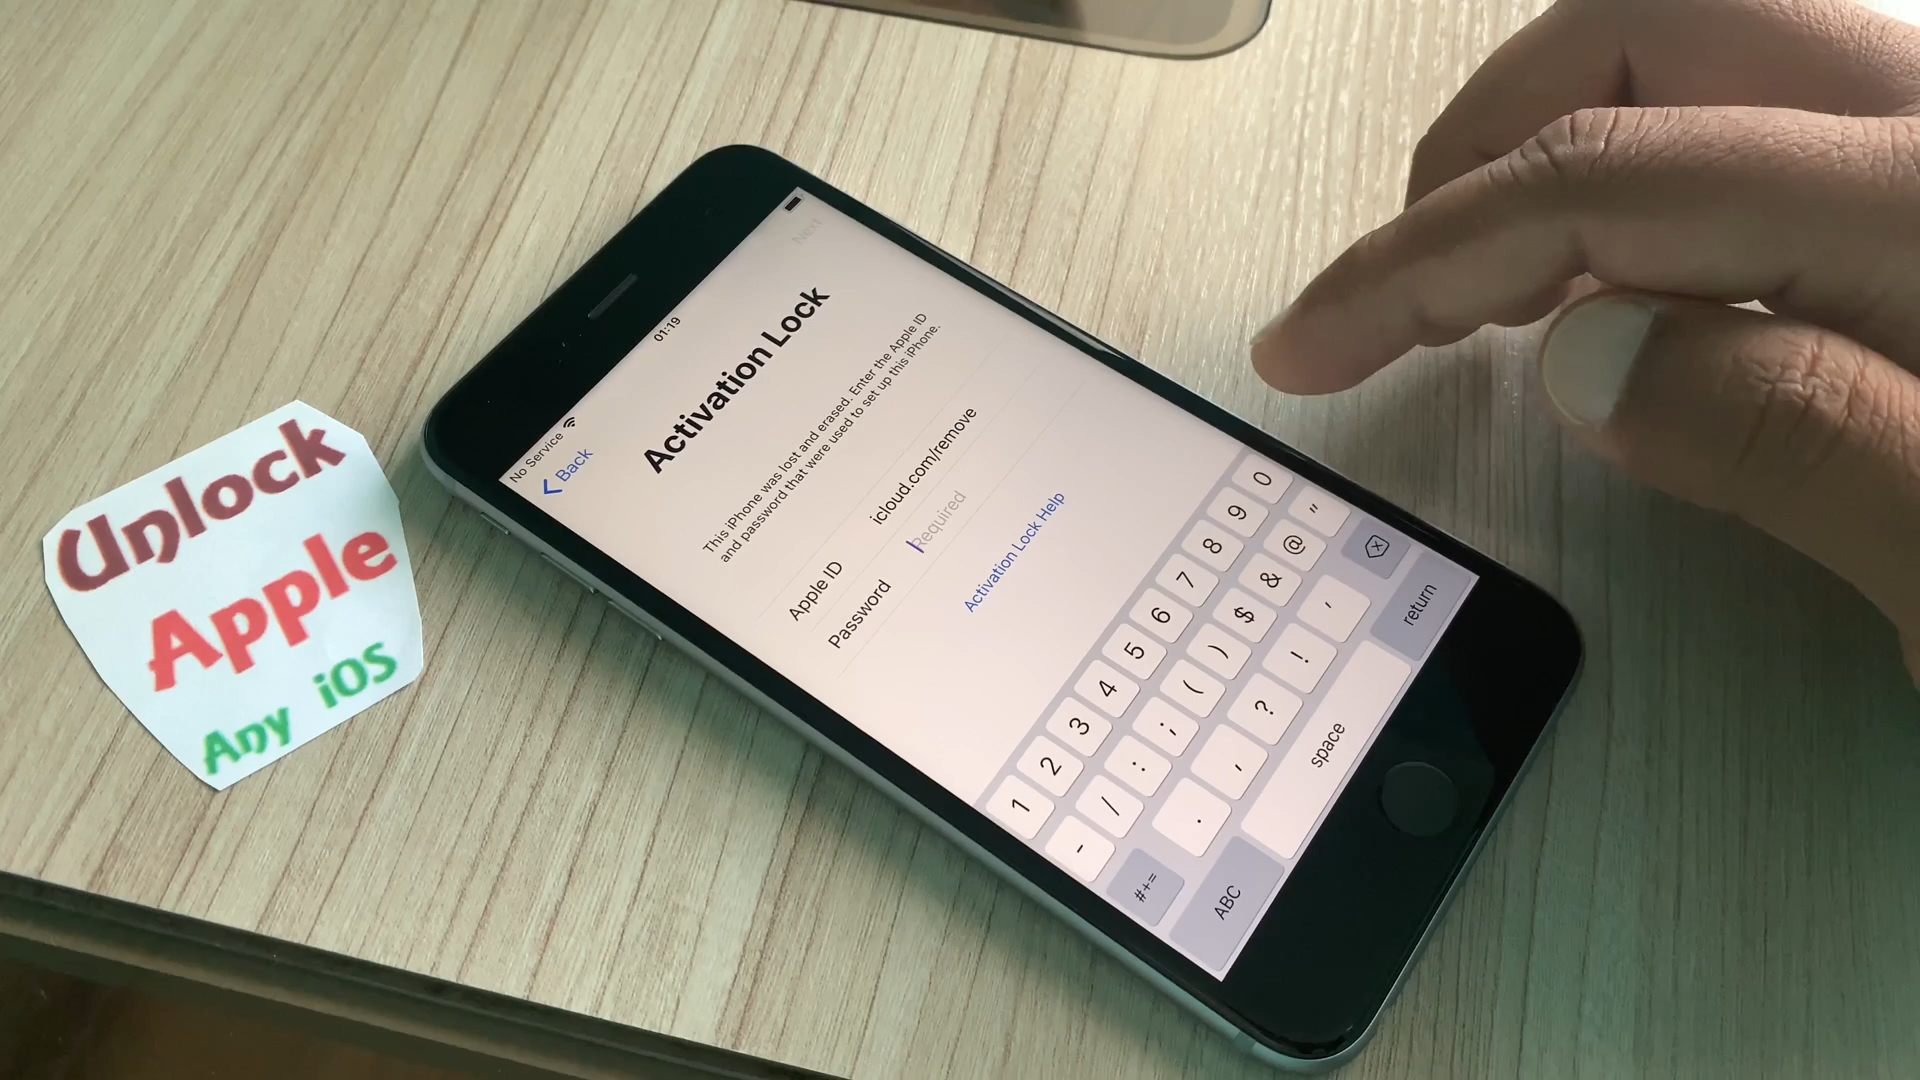 Unlock
Apple
Any iOS
No Service
01:19
Back
Next
Activation Lock
This iPhone was lost and erased. Enter the Apple ID
and password that were used to set up this iPhone.
Apple ID icloud.com/remove
Password Required
Activation Lock Help
1 2 3 4 5 6 7 8 9 0
- / : ; ( ) $ & @ "
#+= . , ? ! '
ABC space return